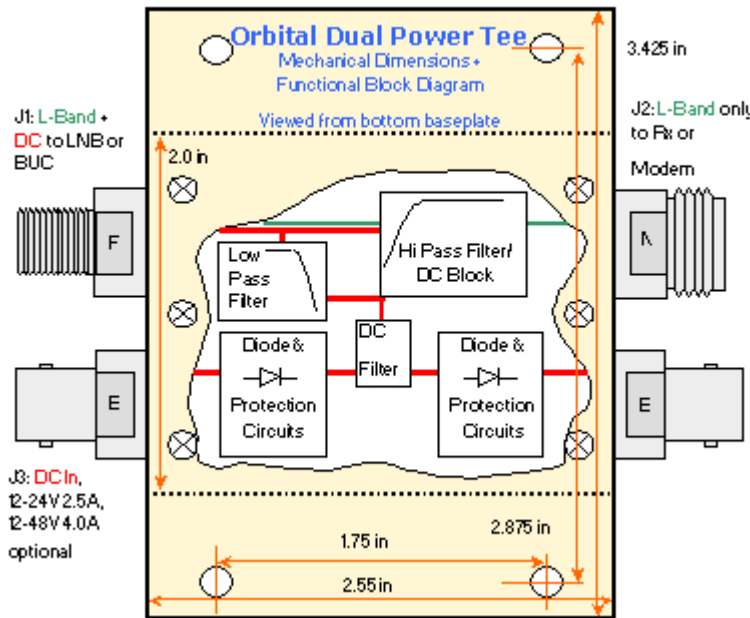 Orbital Dual Power Tee
Mechanical Dimensions +
Functional Block Diagram
Viewed from bottom baseplate
3.425 in
J1: L-Band +
DC to LNB or
BUC
J2: L-Band only
to Rx or
Modem
2.0 in
F
N
Low
Pass
Filter
Hi Pass Filter/
DC Block
DC
Filter
Diode &
Protection
Circuits
Diode &
Protection
Circuits
E
E
J3: DC In,
12-24V 2.5A,
12-48V 4.0A
optional
1.75 in
2.875 in
2.55 in